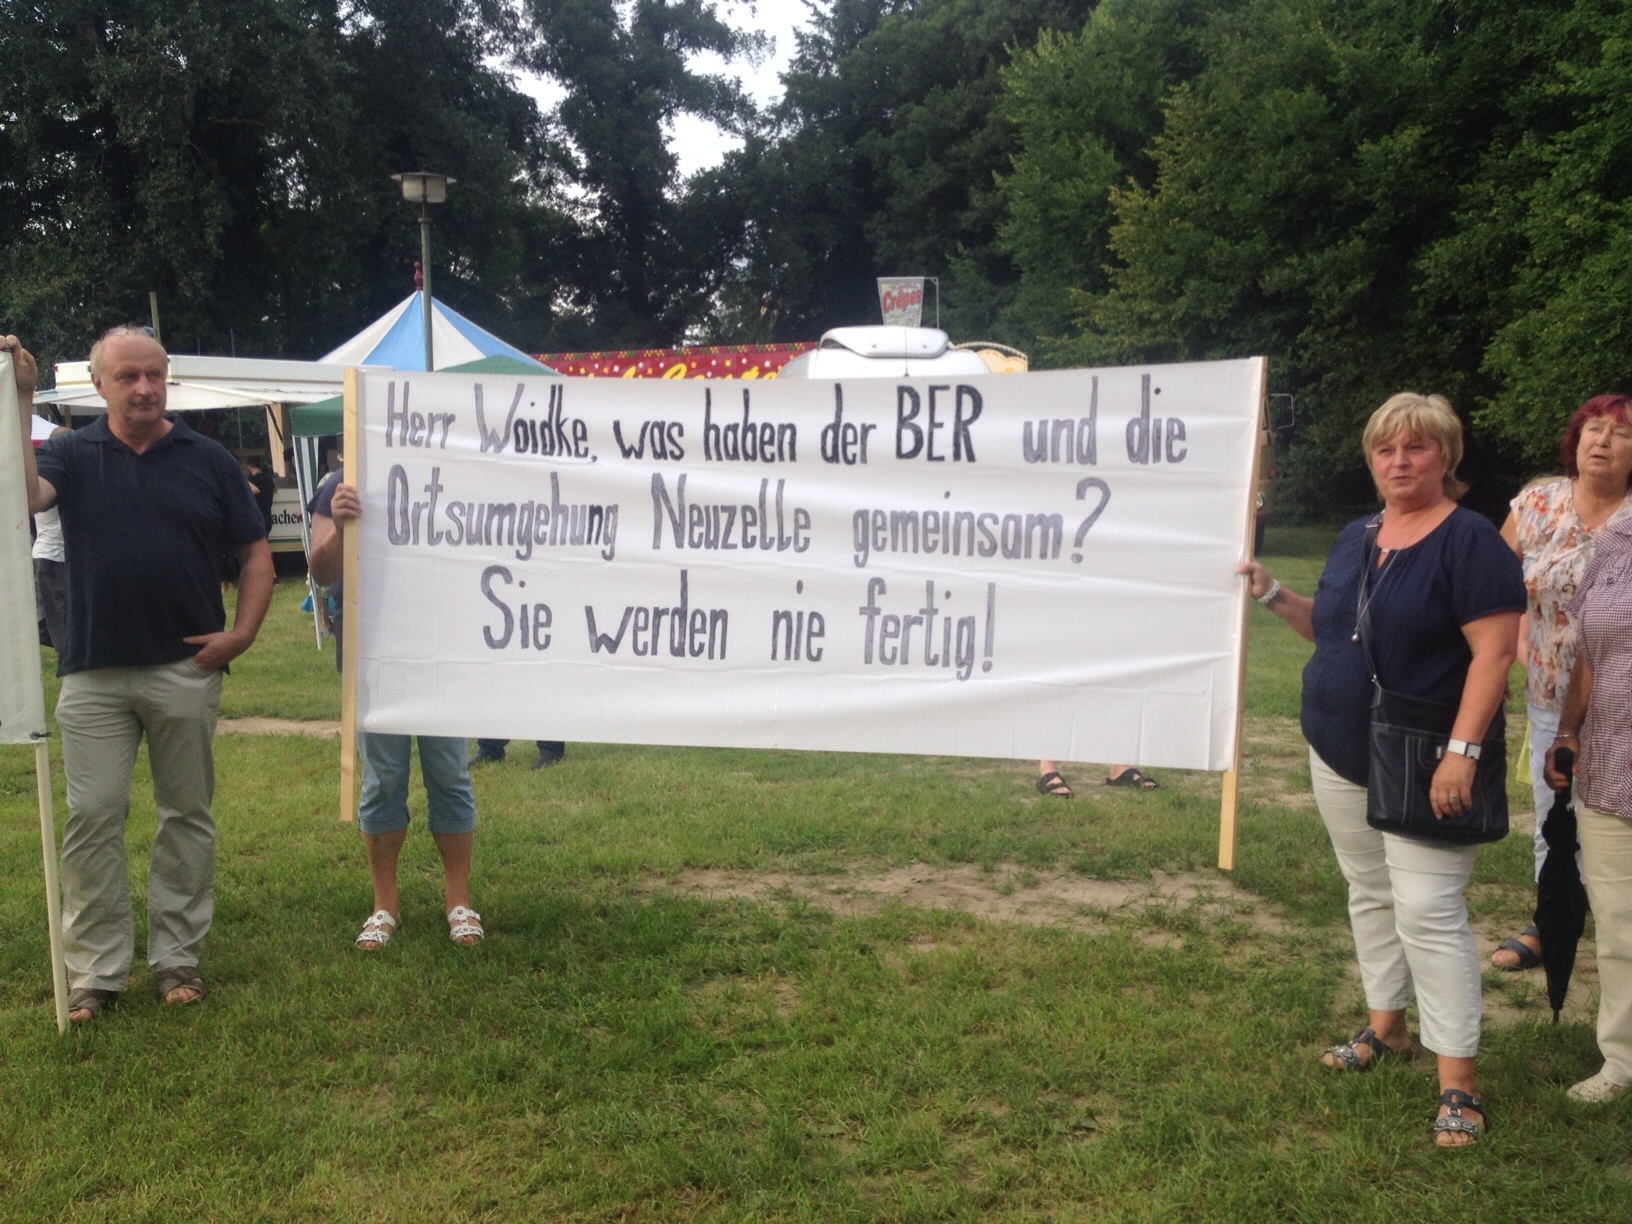 Crêpes
Herr Woidke, was haben der BER und die
Ortsumgehung Neuzelle gemeinsam?
Sie werden nie fertig!